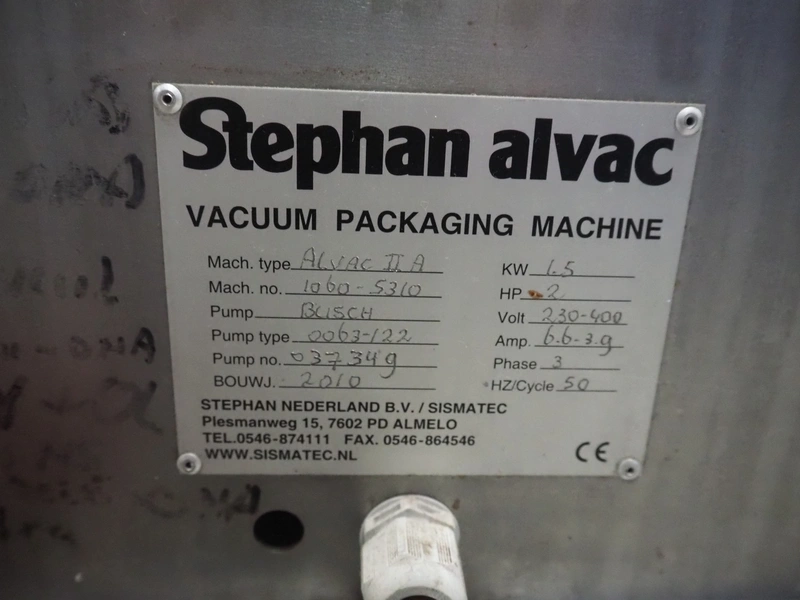 Stephan alvac
VACUUM PACKAGING MACHINE
Mach. type ALVAC II A
Mach. no. 1060-5310
Pump BUSCH
Pump type 0063-122
Pump no. 037349
BOUWJ. 2010
KW 1.5
HP 2
Volt 230-400
Amp. 6.6-3.9
Phase 3
HZ/Cycle 50
STEPHAN NEDERLAND B.V. / SISMATEC
Plesmanweg 15, 7602 PD ALMELO
TEL.0546-874111 FAX. 0546-864546
WWW.SISMATEC.NL
CE